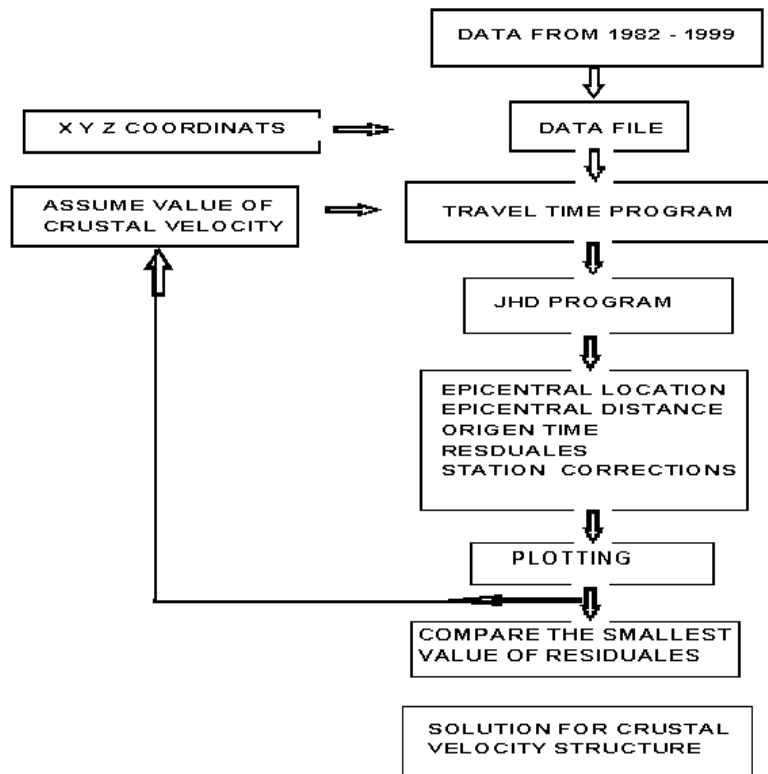 DATA FROM 1982 - 1999
X Y Z COORDINATS
DATA FILE
ASSUME VALUE OF
CRUSTAL VELOCITY
TRAVEL TIME PROGRAM
JHD PROGRAM
EPICENTRAL LOCATION
EPICENTRAL DISTANCE
ORIGEN TIME
RESDUALES
STATION CORRECTIONS
PLOTTING
COMPARE THE SMALLEST
VALUE OF RESIDUALES
SOLUTION FOR CRUSTAL
VELOCITY STRUCTURE